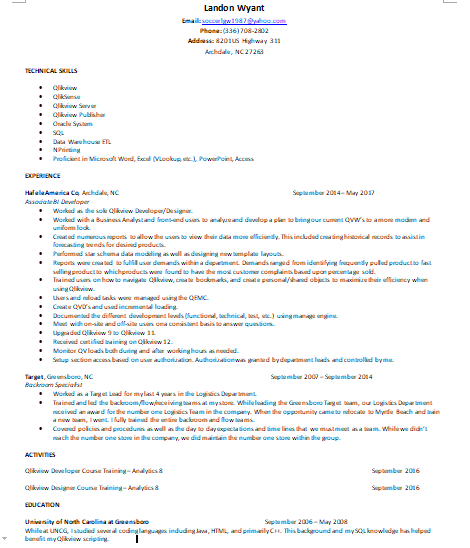 Landon Wyant
Email: soccerlgw1987@yahoo.com
Phone: (336)708-2802
Address: 8201 US Highway 311
Archdale, NC 27263
TECHNICAL SKILLS
• Qlikview
• QlikSense
• Qlikview Server
• Qlikview Publisher
• Oracle System
• SQL
• Data Warehouse ETL
• NPrinting
• Proficient in Microsoft Word, Excel (VLookup, etc.), PowerPoint, Access
EXPERIENCE
Hafele America Co, Archdale, NC September 2014 – May 2017
Associate BI Developer
• Worked as the sole Qlikview Developer/Designer.
• Worked with a Business Analyst and front-end users to analyze and develop a plan to bring our current QVW's to a more modern and
uniform look.
• Created numerous reports to allow the users to view their data more efficiently. This included creating historical records to assist in
forecasting trends for desired products.
• Performed star schema data modeling as well as designing new template layouts.
• Reports were created to fulfill user demands within a department. Demands ranged from identifying frequently pulled product to fast
selling product to which products were found to have the most customer complaints based upon percentage sold.
• Trained users on how to navigate Qlikview, create bookmarks, and create personal/shared objects to maximize their efficiency when
using Qlikview.
• Users and reload tasks were managed using the QEMC.
• Create QVD's and used incremental loading.
• Documented the different development levels (functional, technical, test, etc.) using manage engine.
• Meet with on-site and off-site users on a consistent basis to answer questions.
• Upgraded Qlikview 9 to Qlikview 11.
• Received certified training on Qlikview 12.
• Monitor QV loads both during and after working hours as needed.
• Setup section access based on user authorization. Authorization was granted by department leads and controlled by me.
Target, Greensboro, NC September 2007 – September 2014
Backroom Specialist
• Worked as a Target Lead for my last 4 years in the Logistics Department.
• Trained and led the backroom/flow/receiving teams at my store. While leading the Greensboro Target team, our Logistics Department
received an award for the number one Logistics Team in the company. When the opportunity came to relocate to Myrtle Beach and train
a new team, I went. I fully trained the entire backroom and flow teams.
• Covered policies and procedures as well as the day to day expectations and time lines that we must meet as a team. While we didn't
reach the number one store in the company, we did maintain the number one store within the group.
ACTIVITIES
Qlikview Developer Course Training – Analytics 8 September 2016
Qlikview Designer Course Training – Analytics 8 September 2016
EDUCATION
University of North Carolina at Greensboro September 2006 – May 2008
While at UNCG, I studied several coding languages including Java, HTML, and primarily C++. This background and my SQL knowledge has helped
benefit my Qlikview scripting.